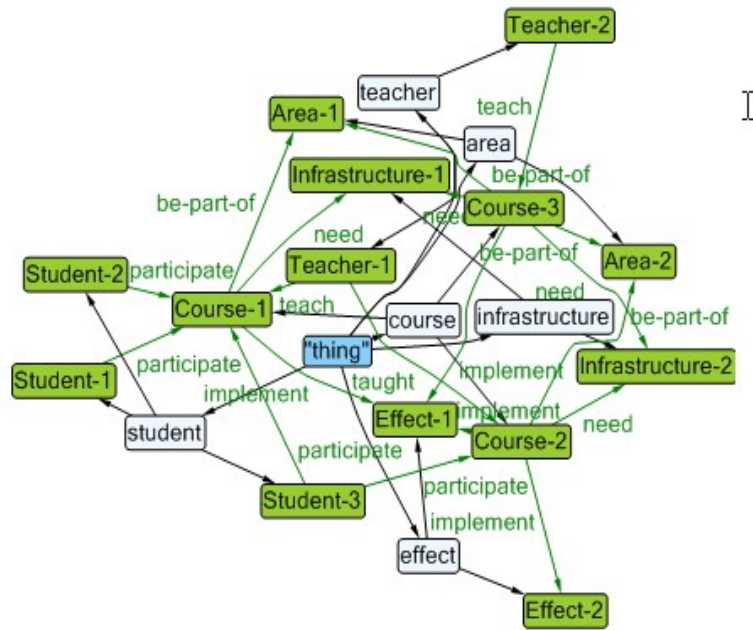 Teacher-2
teacher
teach
Area-1
area
Infrastructure-1
be-part-of
be-part-of
Course-3
need
need
be-part-of
Student-2
participate
Teacher-1
Area-2
Course-1
teach
course
infrastructure
need
be-part-of
"thing"
participate
implement
taught
implement
Infrastructure-2
Student-1
student
Effect-1
implement
Course-2
need
participate
participate
Student-3
implement
effect
Effect-2